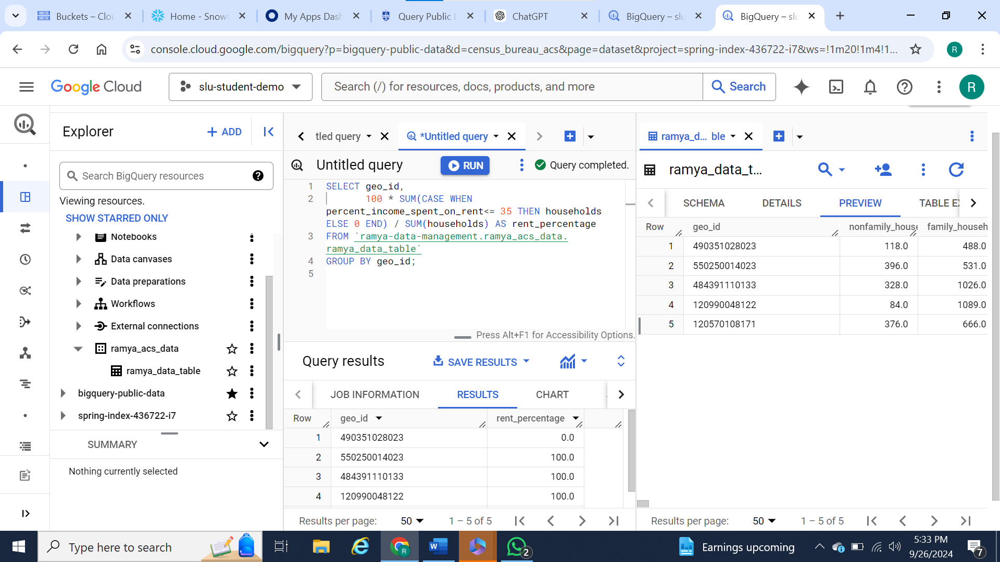 Buckets – Clou
Home - Snowf
My Apps Dash
Query Public D
ChatGPT
BigQuery – slu
BigQuery – slu
console.cloud.google.com/bigquery?p=bigquery-public-data&d=census_bureau_acs&page=dataset&project=spring-index-436722-i7&ws=!1m20!1m4!1...
R
Google Cloud
slu-student-demo
Search (/) for resources, docs, products, and more
Search
R
Explorer
+ ADD
Search BigQuery resources
Viewing resources.
SHOW STARRED ONLY
Notebooks
Data canvases
Data preparations
Workflows
External connections
ramya_acs_data
ramya_data_table
bigquery-public-data
spring-index-436722-i7
SUMMARY
Nothing currently selected
tled query
*Untitled query
Untitled query
RUN
Query completed.
1 SELECT geo_id,
2 100 * SUM(CASE WHEN
percent_income_spent_on_rent<= 35 THEN households
ELSE 0 END) / SUM(households) AS rent_percentage
3 FROM `ramya-data-management.ramya_acs_data.
ramya_data_table`
4 GROUP BY geo_id;
5
Press Alt+F1 for Accessibility Options.
Query results
SAVE RESULTS
JOB INFORMATION RESULTS CHART
Row geo_id rent_percentage
1 490351028023 0.0
2 550250014023 100.0
3 484391110133 100.0
4 120990048122 100.0
Results per page: 50 1 – 5 of 5
ramya_d... ble
ramya_data_t...
SCHEMA DETAILS PREVIEW TABLE EX
Row geo_id nonfamily_house family_househ
1 490351028023 118.0 488.0
2 550250014023 396.0 531.0
3 484391110133 328.0 1026.0
4 120990048122 84.0 1089.0
5 120570108171 376.0 666.0
Results per page: 50 1 – 5 of 5
Type here to search
R
W
2
Earnings upcoming
5:33 PM
9/26/2024
7